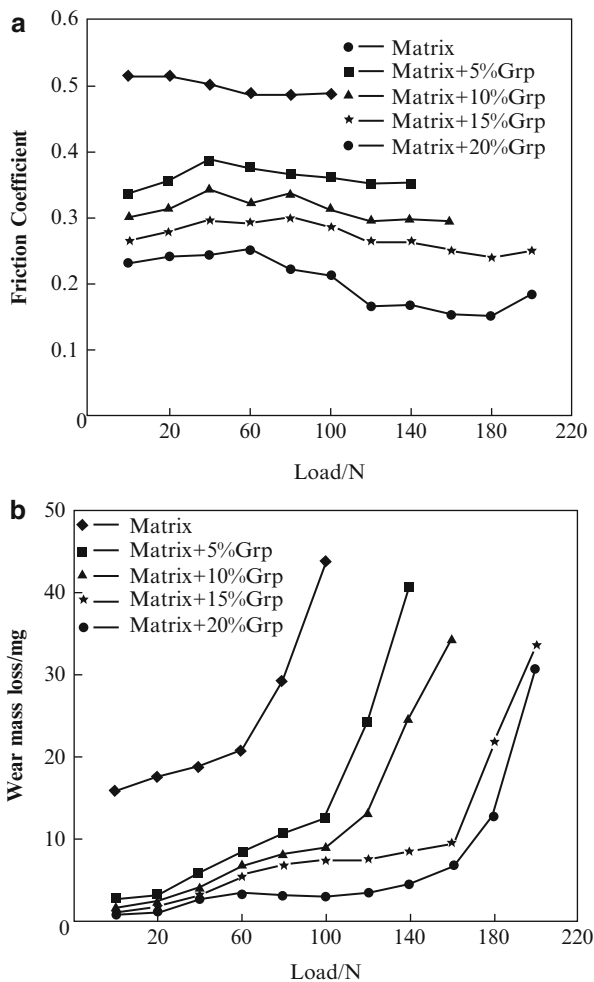 a
0.6
0.5
0.4
0.3
0.2
0.1
0
Friction Coefficient
Matrix
Matrix+5%Grp
Matrix+10%Grp
Matrix+15%Grp
Matrix+20%Grp
20 60 100 140 180 220
Load/N
b
50
40
30
20
10
0
Wear mass loss/mg
Matrix
Matrix+5%Grp
Matrix+10%Grp
Matrix+15%Grp
Matrix+20%Grp
20 60 100 140 180 220
Load/N